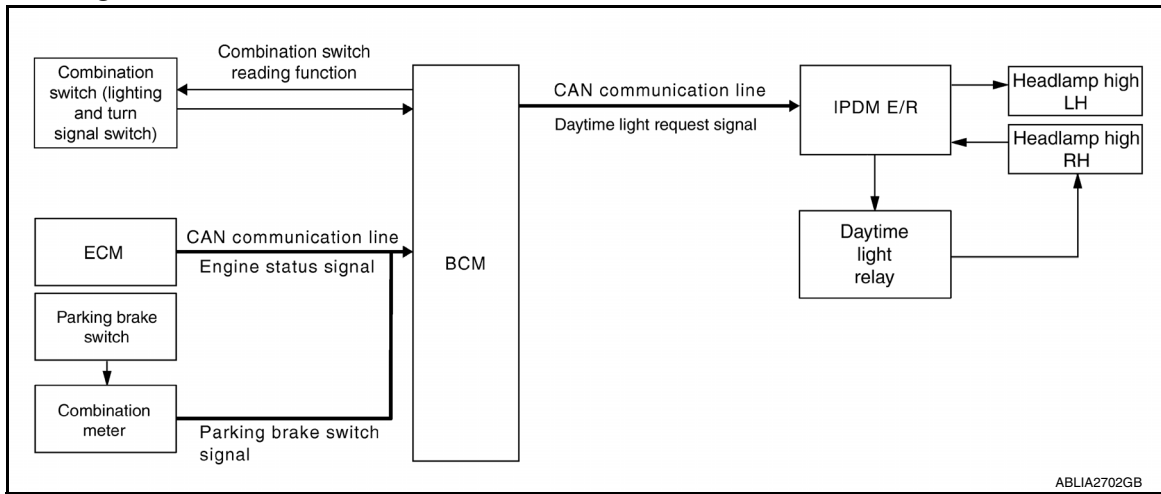 Combination switch
reading function
Combination
switch (lighting
and turn
signal switch)
CAN communication line
Daytime light request signal
IPDM E/R
Headlamp high
LH
Headlamp high
RH
ECM
CAN communication line
Engine status signal
BCM
Daytime
light
relay
Parking brake
switch
Combination
meter
Parking brake switch
signal
ABLIA2702GB